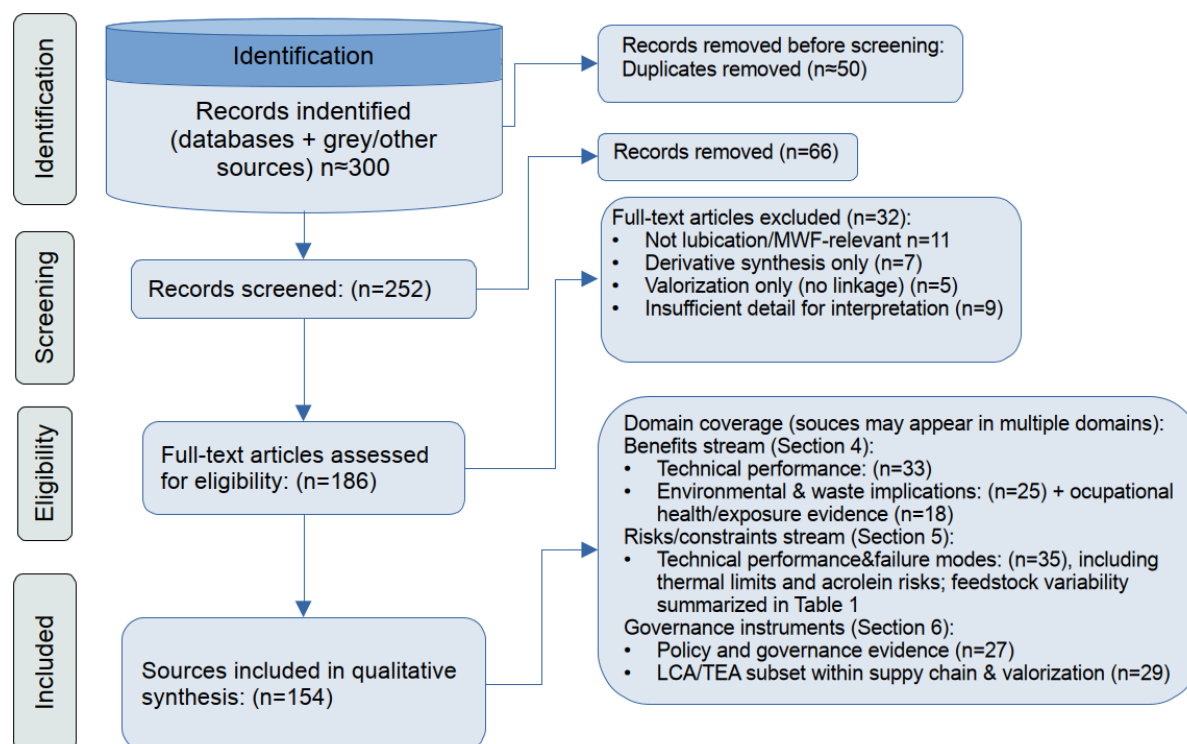 Identification
Identification
Records indentified
(databases + grey/other
sources) n≈300
Records removed before screening:
Duplicates removed (n≈50)
Records removed (n=66)
Screening
Records screened: (n=252)
Full-text articles excluded (n=32):
• Not lubication/MWF-relevant n=11
• Derivative synthesis only (n=7)
• Valorization only (no linkage) (n=5)
• Insufficient detail for interpretation (n=9)
Eligibility
Full-text articles assessed
for eligibility: (n=186)
Domain coverage (souces may appear in multiple domains):
Benefits stream (Section 4):
• Technical performance: (n=33)
• Environmental & waste implications: (n=25) + ocupational
health/exposure evidence (n=18)
Risks/constraints stream (Section 5):
• Technical performance&failure modes: (n=35), including
thermal limits and acrolein risks; feedstock variability
summarized in Table 1
Governance instruments (Section 6):
• Policy and governance evidence (n=27)
• LCA/TEA subset within suppy chain & valorization (n=29)
Included
Sources included in qualitative
synthesis: (n=154)